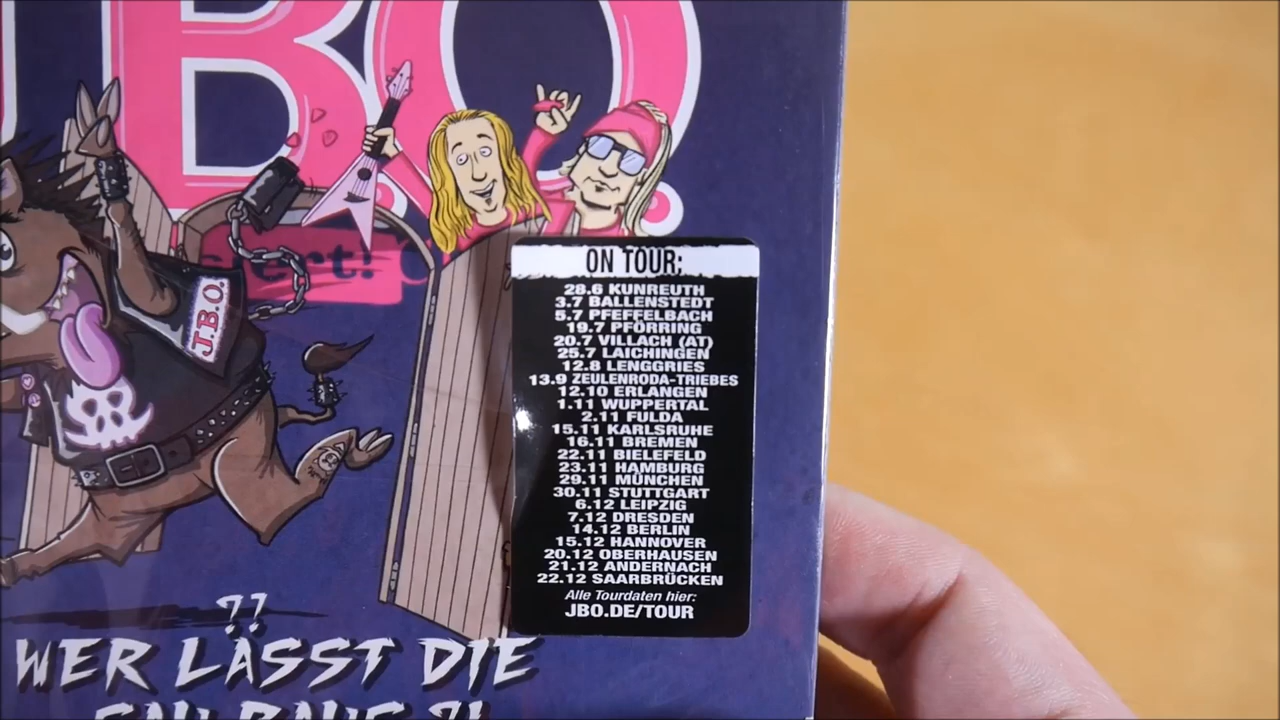 J.B.O.
J.B.O.
ON TOUR:
28.6 KUNREUTH
3.7 BALLENSTEDT
5.7 PFEFFELBACH
19.7 PFÖRRING
20.7 VILLACH (AT)
25.7 LAICHINGEN
12.8 LENGGRIES
13.9 ZEULENRODA-TRIEBES
12.10 ERLANGEN
1.11 WUPPERTAL
2.11 FULDA
15.11 KARLSRUHE
16.11 BREMEN
22.11 BIELEFELD
23.11 HAMBURG
29.11 MÜNCHEN
30.11 STUTTGART
6.12 LEIPZIG
7.12 DRESDEN
14.12 BERLIN
15.12 HANNOVER
20.12 OBERHAUSEN
21.12 ANDERNACH
22.12 SAARBRÜCKEN
Alle Tourdaten hier:
JBO.DE/TOUR
??
WER LÄSST DIE